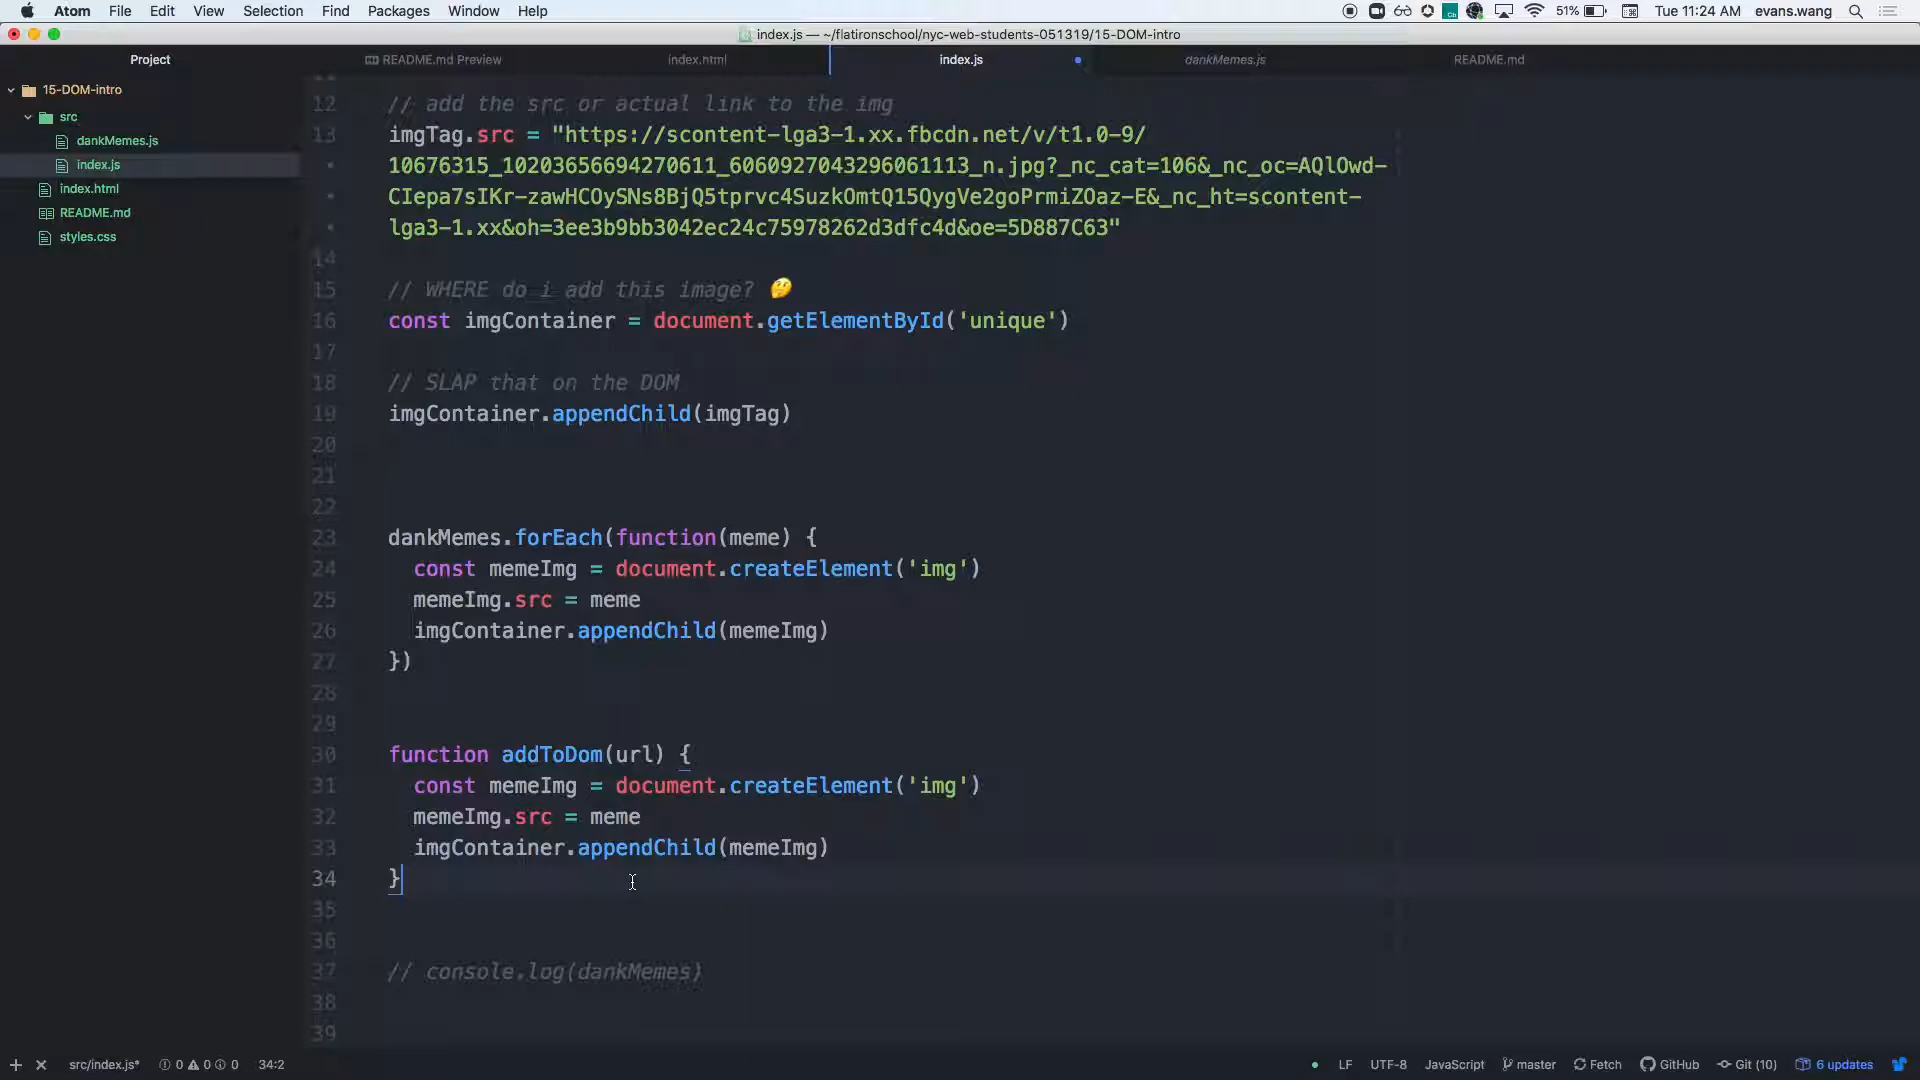 Atom File Edit View Selection Find Packages Window Help 51% Tue 11:24 AM evans.wang
index.js — ~/flatironschool/nyc-web-students-051319/15-DOM-intro
Project README.md Preview index.html index.js dankMemes.js README.md
15-DOM-intro
src
dankMemes.js
index.js
index.html
README.md
styles.css
12 // add the src or actual link to the img
13 imgTag.src = "https://scontent-lga3-1.xx.fbcdn.net/v/t1.0-9/
• 10676315_10203656694270611_6060927043296061113_n.jpg?_nc_cat=106&_nc_oc=AQlOwd-
• CIepa7sIKr-zawHCOySNs8BjQ5tprvc4SuzkOmtQ15QygVe2goPrmiZOaz-E&_nc_ht=scontent-
• lga3-1.xx&oh=3ee3b9bb3042ec24c75978262d3dfc4d&oe=5D887C63"
14
15 // WHERE do i add this image? 🤔
16 const imgContainer = document.getElementById('unique')
17
18 // SLAP that on the DOM
19 imgContainer.appendChild(imgTag)
20
21
22
23 dankMemes.forEach(function(meme) {
24 const memeImg = document.createElement('img')
25 memeImg.src = meme
26 imgContainer.appendChild(memeImg)
27 })
28
29
30 function addToDom(url) {
31 const memeImg = document.createElement('img')
32 memeImg.src = meme
33 imgContainer.appendChild(memeImg)
34 }
35
36
37 // console.log(dankMemes)
38
39
src/index.js* 0 0 0 34:2 LF UTF-8 JavaScript master Fetch GitHub Git (10) 6 updates